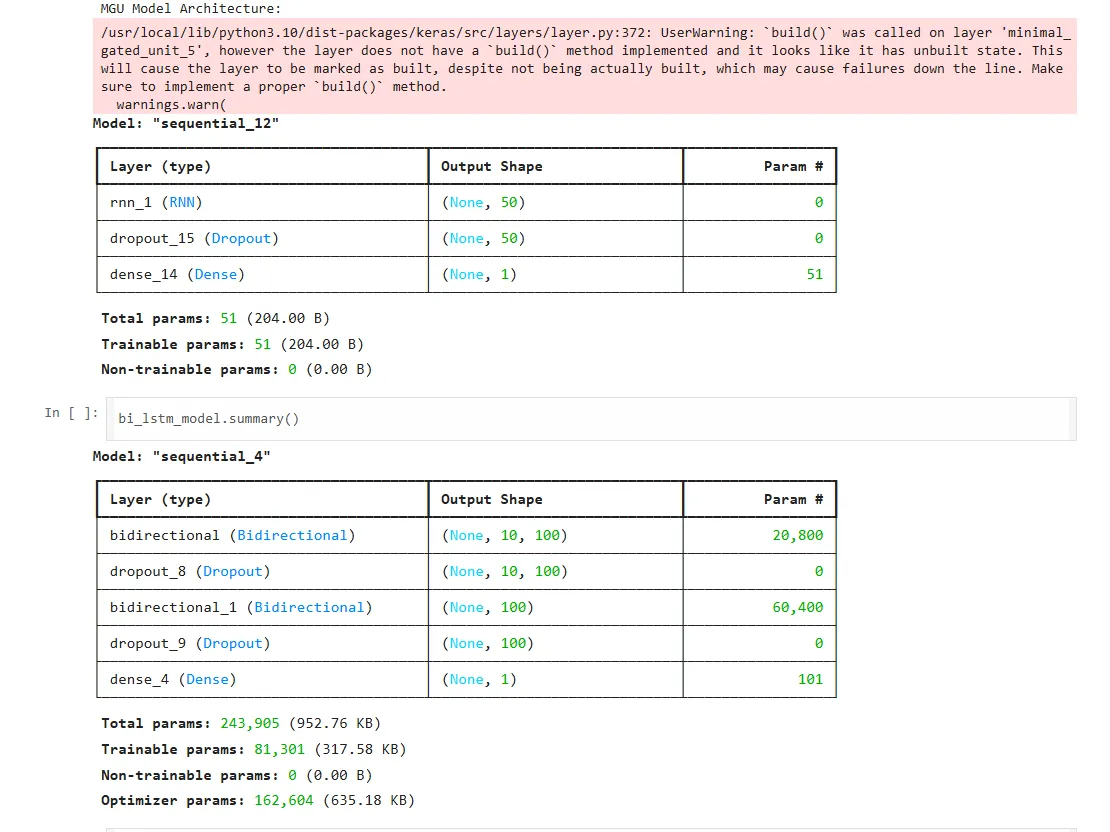 MGU Model Architecture:
/usr/local/lib/python3.10/dist-packages/keras/src/layers/layer.py:372: UserWarning: `build()` was called on layer 'minimal_
gated_unit_5', however the layer does not have a `build()` method implemented and it looks like it has unbuilt state. This
will cause the layer to be marked as built, despite not being actually built, which may cause failures down the line. Make
sure to implement a proper `build()` method.
warnings.warn(
Model: "sequential_12"
Layer (type) Output Shape Param #
rnn_1 (RNN) (None, 50) 0
dropout_15 (Dropout) (None, 50) 0
dense_14 (Dense) (None, 1) 51
Total params: 51 (204.00 B)
Trainable params: 51 (204.00 B)
Non-trainable params: 0 (0.00 B)
In [ ]: bi_lstm_model.summary()
Model: "sequential_4"
Layer (type) Output Shape Param #
bidirectional (Bidirectional) (None, 10, 100) 20,800
dropout_8 (Dropout) (None, 10, 100) 0
bidirectional_1 (Bidirectional) (None, 100) 60,400
dropout_9 (Dropout) (None, 100) 0
dense_4 (Dense) (None, 1) 101
Total params: 243,905 (952.76 KB)
Trainable params: 81,301 (317.58 KB)
Non-trainable params: 0 (0.00 B)
Optimizer params: 162,604 (635.18 KB)